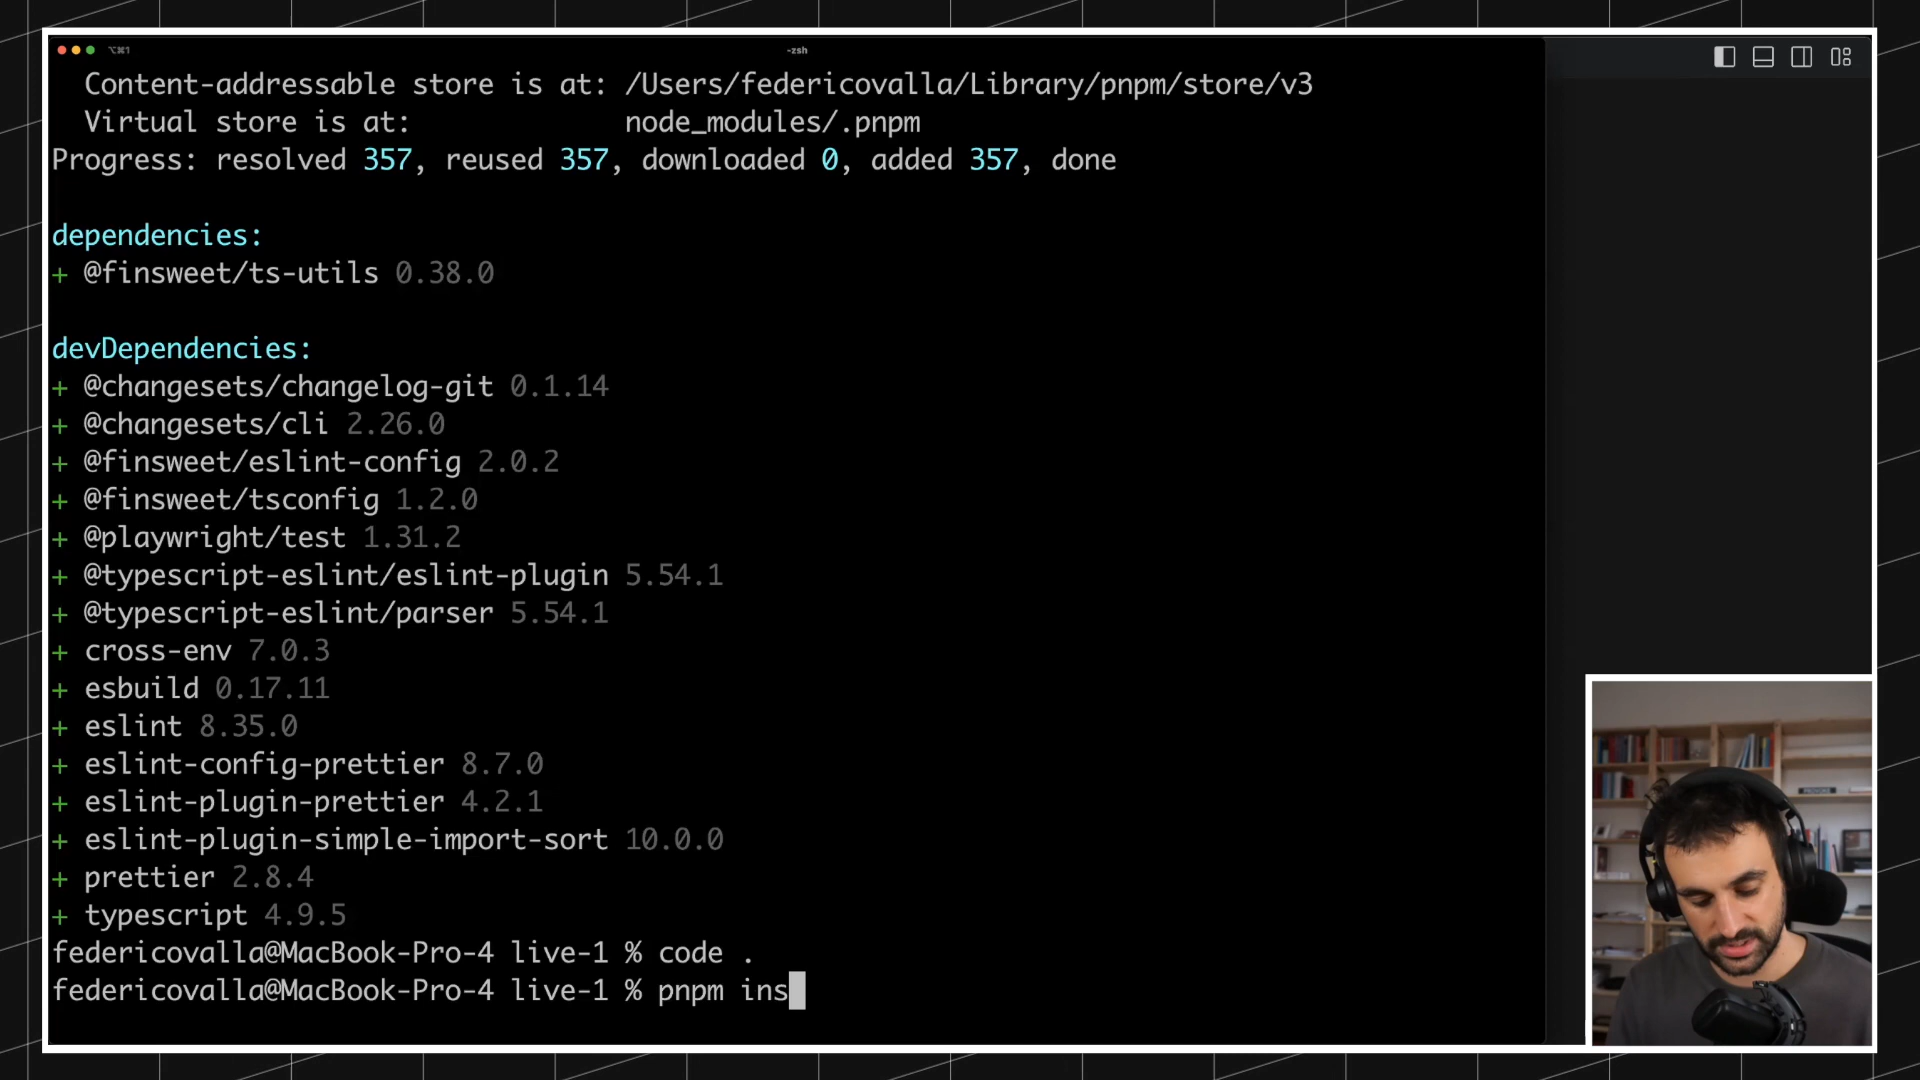 ⌥⌘1
-zsh
Content-addressable store is at: /Users/federicovalla/Library/pnpm/store/v3
Virtual store is at: node_modules/.pnpm
Progress: resolved 357, reused 357, downloaded 0, added 357, done
dependencies:
+ @finsweet/ts-utils 0.38.0
devDependencies:
+ @changesets/changelog-git 0.1.14
+ @changesets/cli 2.26.0
+ @finsweet/eslint-config 2.0.2
+ @finsweet/tsconfig 1.2.0
+ @playwright/test 1.31.2
+ @typescript-eslint/eslint-plugin 5.54.1
+ @typescript-eslint/parser 5.54.1
+ cross-env 7.0.3
+ esbuild 0.17.11
+ eslint 8.35.0
+ eslint-config-prettier 8.7.0
+ eslint-plugin-prettier 4.2.1
+ eslint-plugin-simple-import-sort 10.0.0
+ prettier 2.8.4
+ typescript 4.9.5
federicovalla@MacBook-Pro-4 live-1 % code .
federicovalla@MacBook-Pro-4 live-1 % pnpm ins